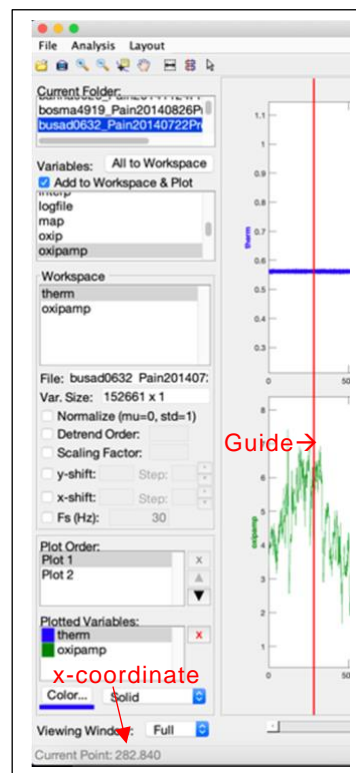 File Analysis Layout
Current Folder:
bosma4919_Pain20140826P
busad0632_Pain20140722Pre
Variables: All to Workspace
Add to Workspace & Plot
interp
logfile
map
oxip
oxipamp
Workspace
therm
oxipamp
File: busad0632 Pain201407:
Var. Size: 152661 x 1
Normalize (mu=0, std=1)
Detrend Order:
Scaling Factor:
y-shift: Step:
x-shift: Step:
Fs (Hz): 30
Plot Order:
Plot 1 X
Plot 2
Plotted Variables:
therm X
oxipamp
x-coordinate
Color... Solid
Viewing Window: Full
Current Point: 282.840
1.1
1
0.9
0.8
therm
0.7
0.6
0.5
0.4
0.3
0 50
8
Guide→
7
6
5
oxipamp
4
3
2
1
0 50